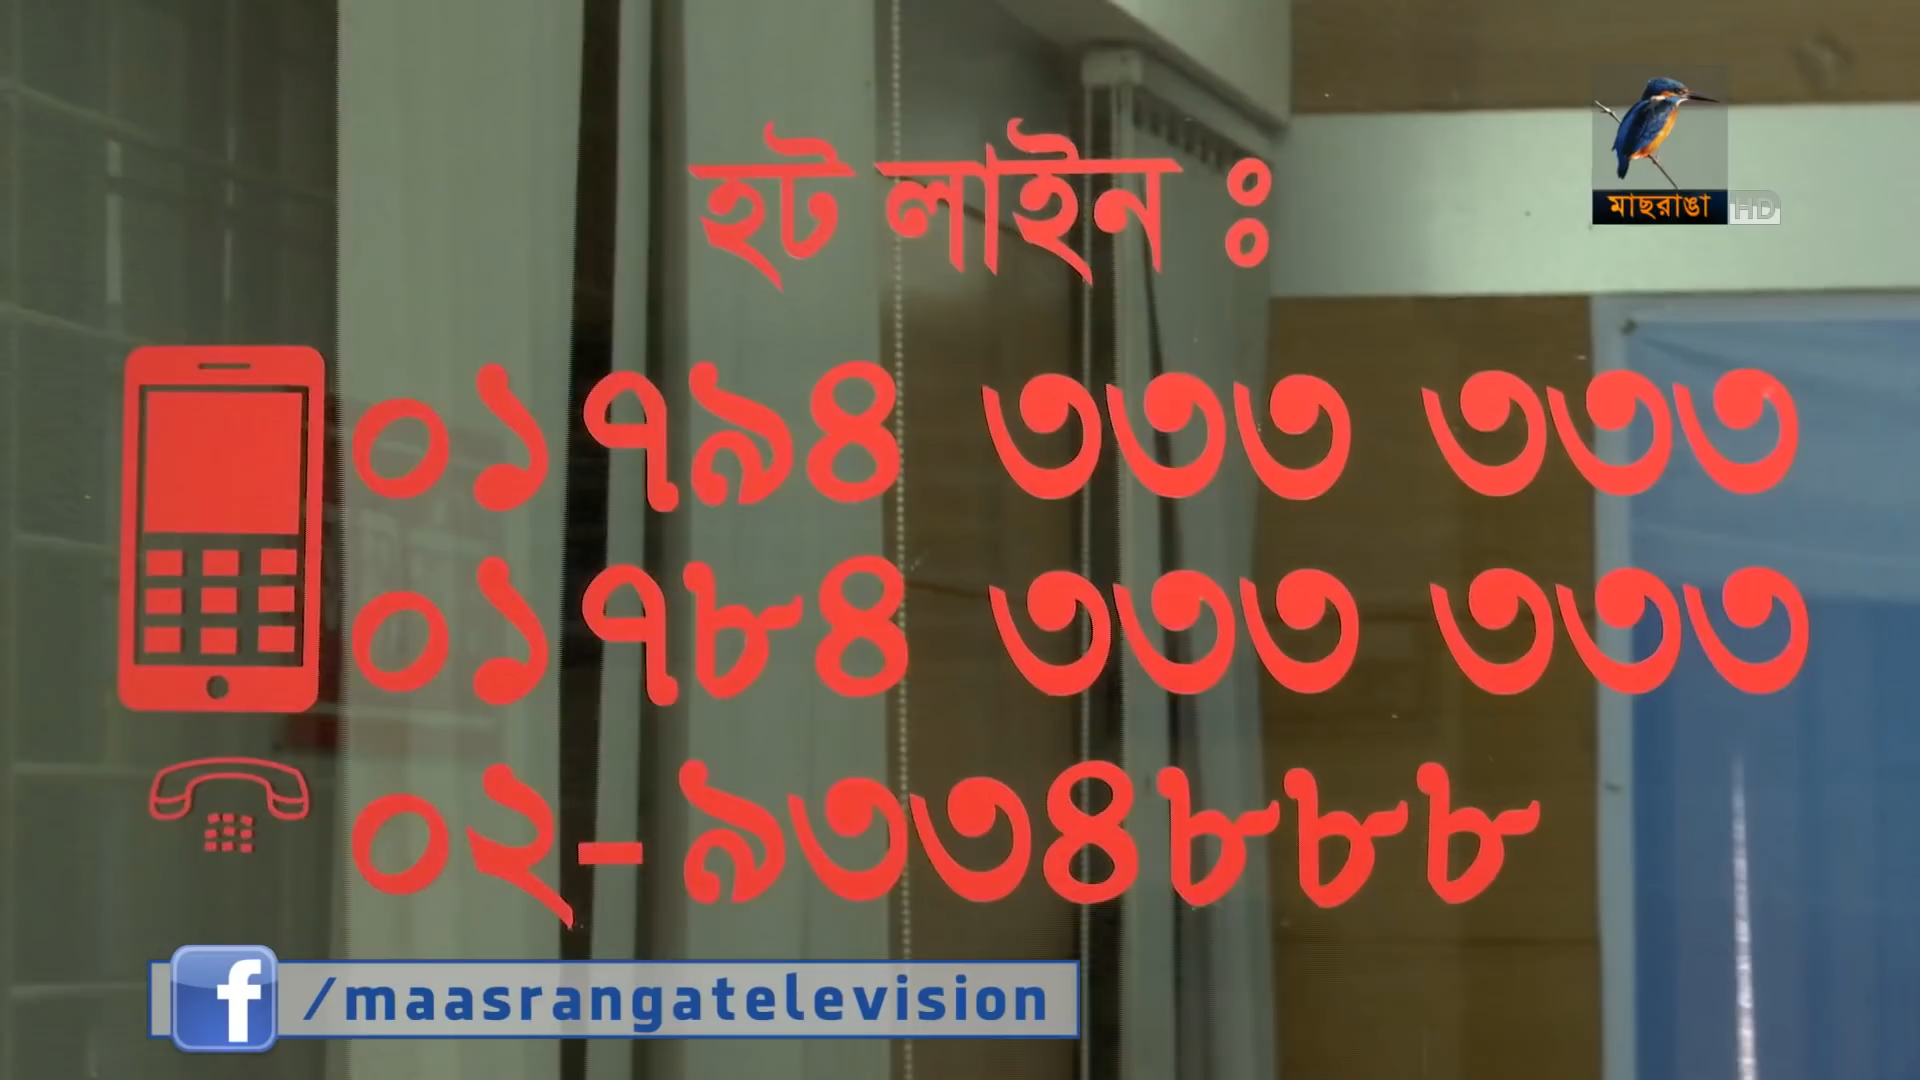 মাছরাঙা HD
হট লাইন ঃ
০১৭৯৪ ৩৩৩ ৩৩৩
০১৭৮৪ ৩৩৩ ৩৩৩
০২-৯৩৩৪৮৮৮
f /maasrangatelevision